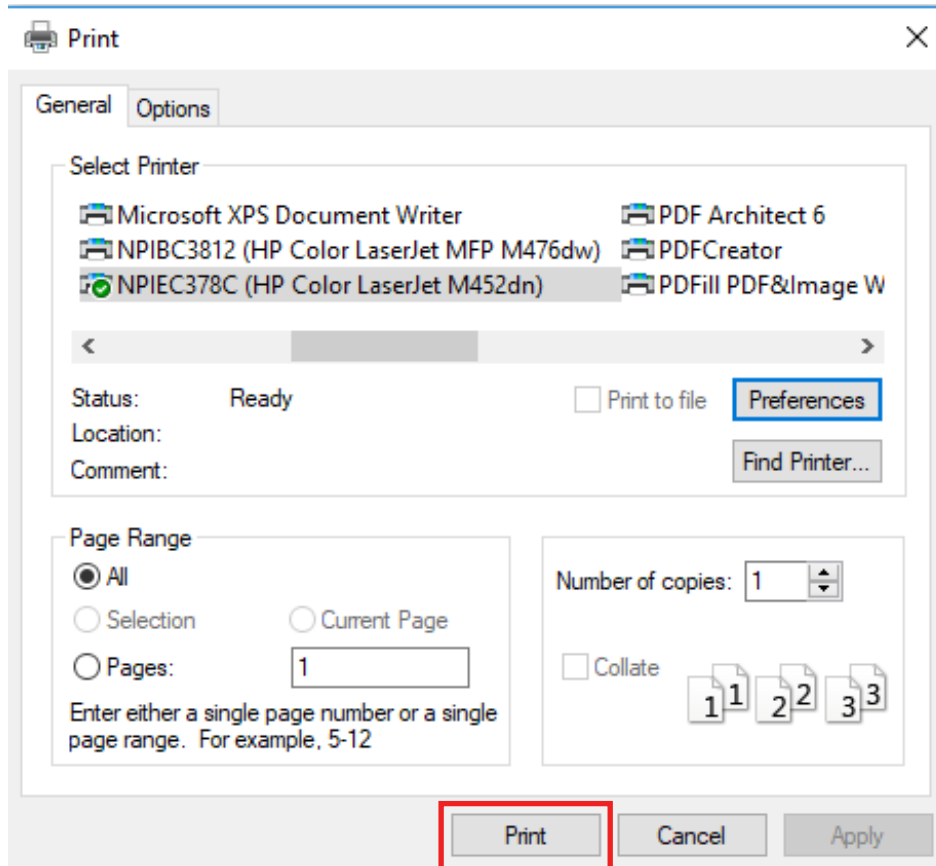 Print
General Options
Select Printer
Microsoft XPS Document Writer PDF Architect 6
NPIBC3812 (HP Color LaserJet MFP M476dw) PDFCreator
NPIEC378C (HP Color LaserJet M452dn) PDFill PDF&Image W
Status: Ready Print to file Preferences
Location:
Comment: Find Printer...
Page Range
All
Selection Current Page
Pages: 1
Enter either a single page number or a single
page range. For example, 5-12
Number of copies: 1
Collate
1 1 2 2 3 3
Print Cancel Apply